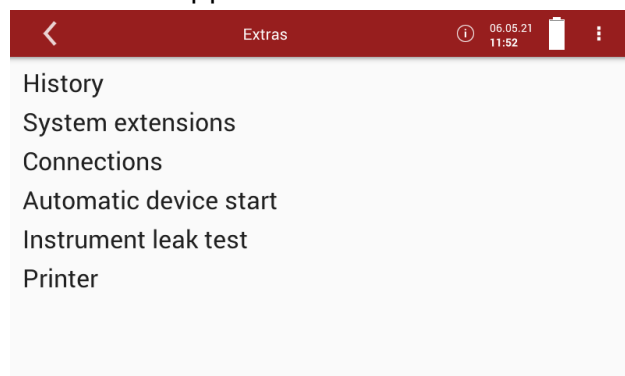 Extras
06.05.21
11:52
History
System extensions
Connections
Automatic device start
Instrument leak test
Printer